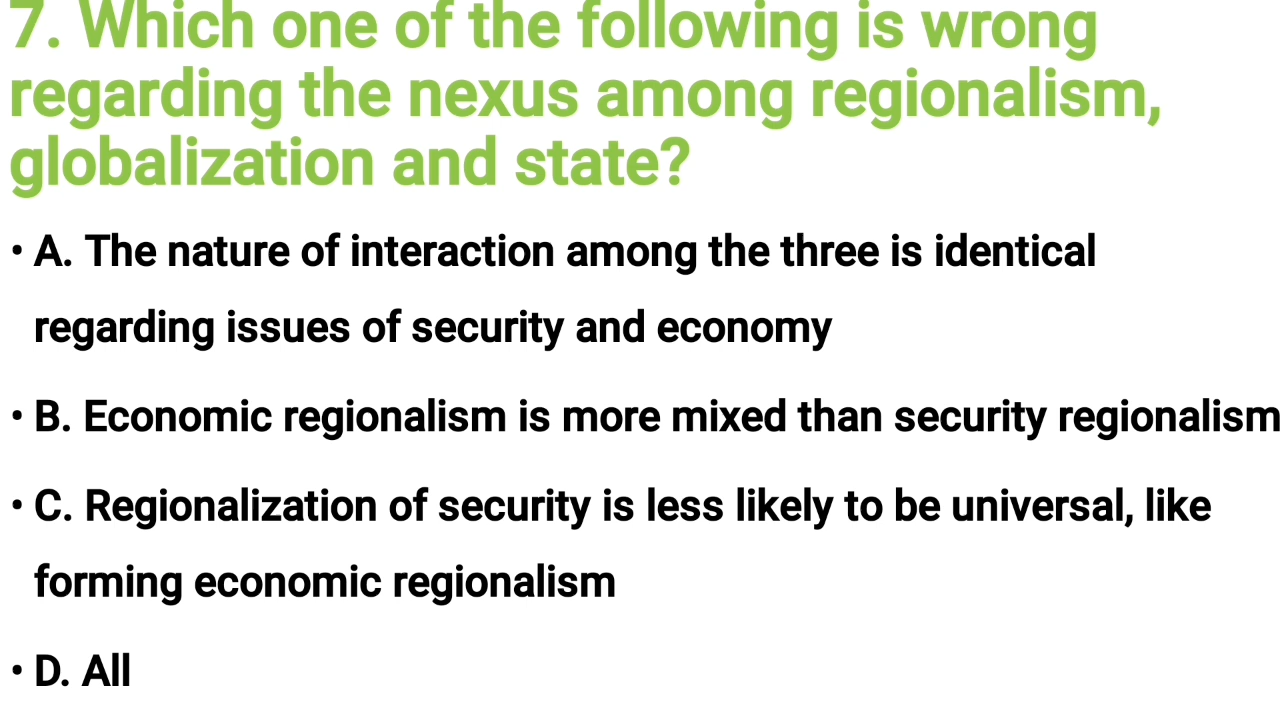 7. Which one of the following is wrong
regarding the nexus among regionalism,
globalization and state?
• A. The nature of interaction among the three is identical
regarding issues of security and economy
• B. Economic regionalism is more mixed than security regionalism
• C. Regionalization of security is less likely to be universal, like
forming economic regionalism
• D. All